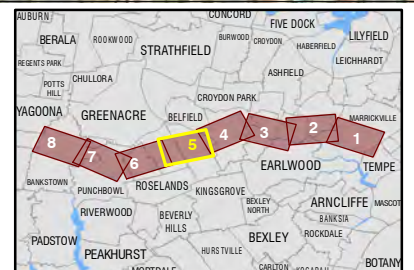 AUBURN
CONCORD
FIVE DOCK
BERALA
ROOKWOOD
STRATHFIELD
BURWOOD
CROYDON
HABERFIELD
LILYFIELD
REGENTS PARK
CHULLORA
ASHFIELD
LEICHHARDT
POTTS
HILL
CROYDON PARK
YAGOONA
GREENACRE
BELFIELD
MARRICKVILLE
8
7
6
5
4
3
2
1
BANKSTOWN
PUNCHBOWL
ROSELANDS
KINGSGROVE
EARLWOOD
TEMPE
RIVERWOOD
BEVERLY
HILLS
BEXLEY
NORTH
ARNCLIFFE
MASCOT
BANKSIA
PADSTOW
PEAKHURST
HURSTVILLE
BEXLEY
ROCKDALE
MORTDALE
CARLTON
KOGARAH
BOTANY